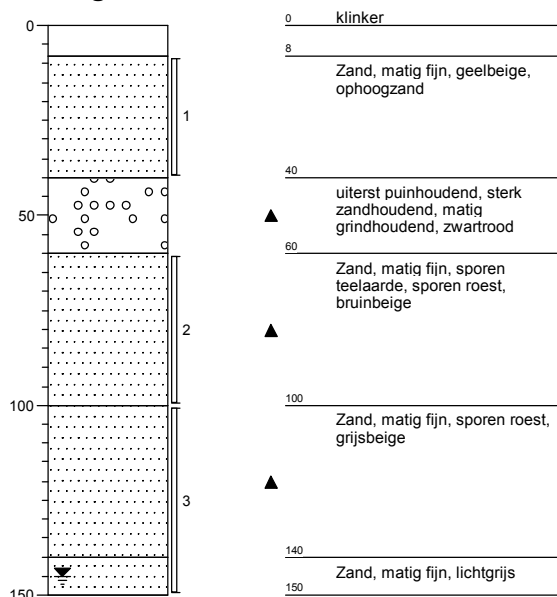 0
0
klinker
8
Zand, matig fijn, geelbeige,
ophoogzand
1
40
uiterst puinhoudend, sterk
zandhoudend, matig
grindhoudend, zwartrood
50
60
Zand, matig fijn, sporen
teelaarde, sporen roest,
bruinbeige
2
100
100
Zand, matig fijn, sporen roest,
grijsbeige
3
140
Zand, matig fijn, lichtgrijs
150
150